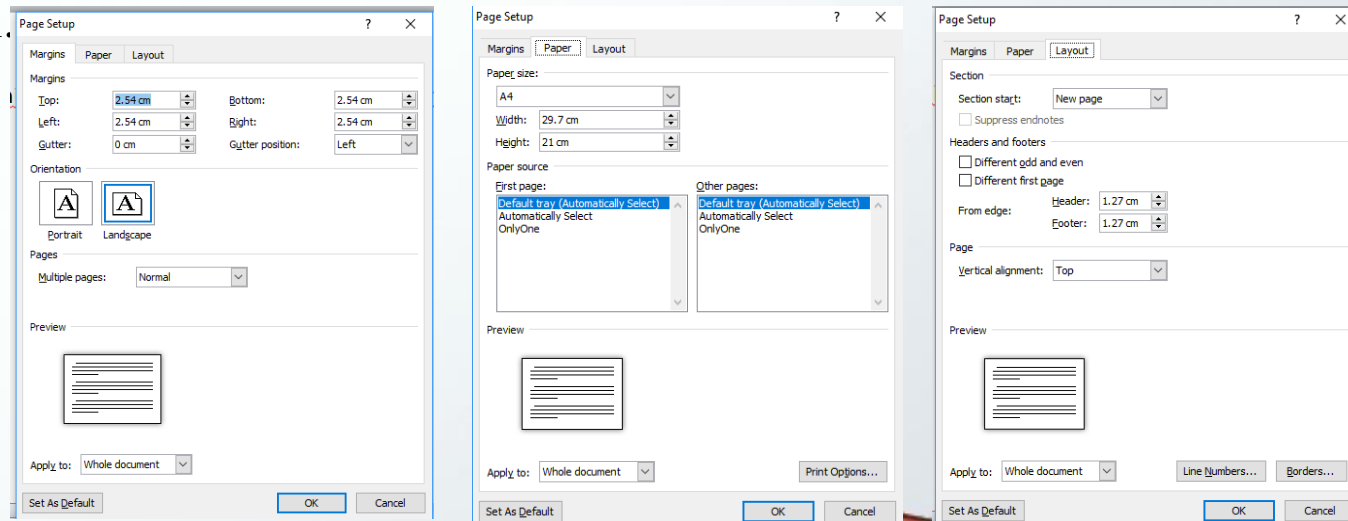 Page Setup ?
Margins Paper Layout
Margins
Top: 2.54 cm Bottom: 2.54 cm
Left: 2.54 cm Right: 2.54 cm
Gutter: 0 cm Gutter position: Left
Orientation
A A
Portrait Landscape
Pages
Multiple pages: Normal
Preview
Apply to: Whole document
Set As Default OK Cancel
Page Setup ?
Margins Paper Layout
Paper size:
A4
Width: 29.7 cm
Height: 21 cm
Paper source
First page: Other pages:
Default tray (Automatically Select) Default tray (Automatically Select)
Automatically Select Automatically Select
OnlyOne OnlyOne
Preview
Apply to: Whole document Print Options...
Set As Default OK Cancel
Page Setup ?
Margins Paper Layout
Section
Section start: New page
Suppress endnotes
Headers and footers
Different odd and even
Different first page
From edge: Header: 1.27 cm
Footer: 1.27 cm
Page
Vertical alignment: Top
Preview
Apply to: Whole document Line Numbers... Borders...
Set As Default OK Cancel